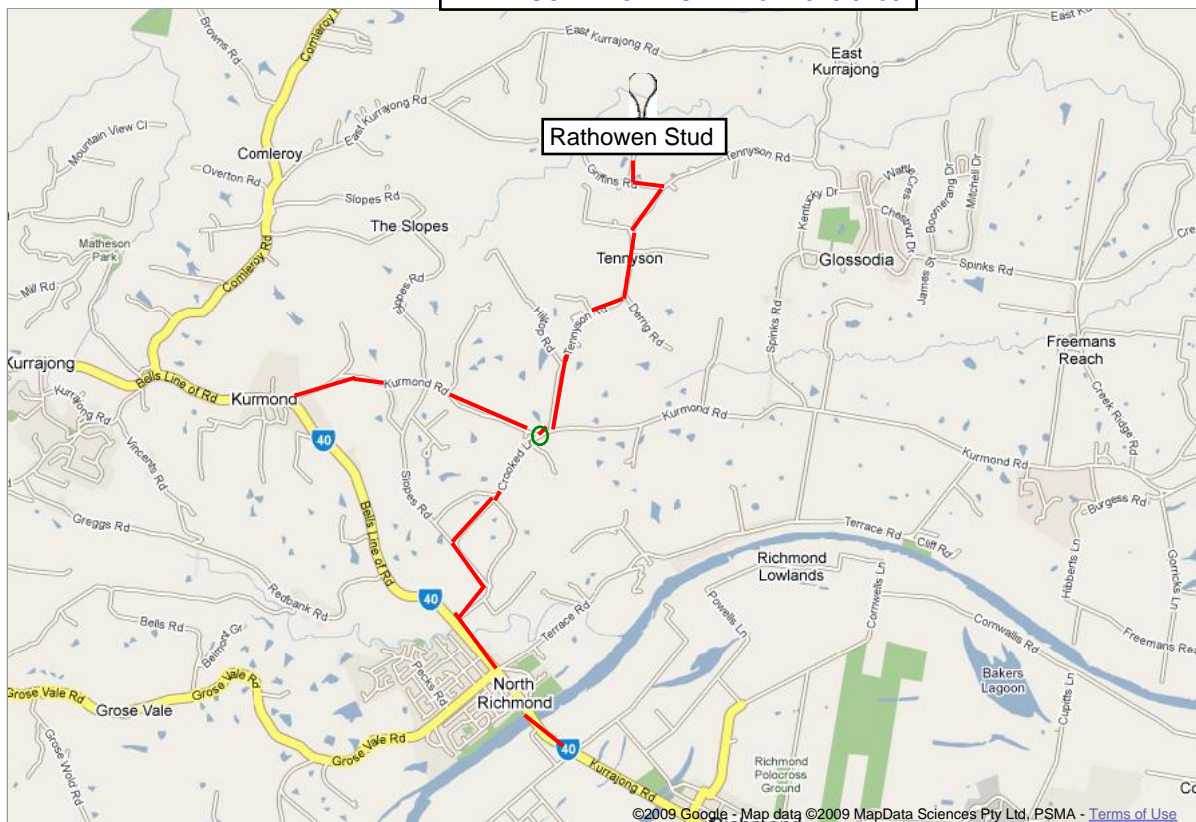 Browns Rd
Comleroy Rd
East Kurrajong Rd
East Ku
East
Kurrajong
Mountain View Cl
Comleroy
East Kurrajong Rd
Rathowen Stud
Tennyson Rd
Overton Rd
Griffins Rd
Kentucky Dr
Wattle Cres
Boomerang Dr
Mitchell Dr
Slopes Rd
The Slopes
Chestnut Dr
Matheson
Park
Comleroy Rd
Tennyson
Glossodia
James St
Spinks Rd
Mill Rd
Slopes Rd
Hillston Rd
Tennyson Rd
Derrig Rd
Spinks Rd
Freemans
Reach
Kurrajong
Bells Line of Rd
Kurmond
Kurmond Rd
Kurmond Rd
Creek Ridge Rd
Kurrajong Rd
Vincents Rd
40
Crooked Ln
Kurmond Rd
Slopes Rd
Burgess Rd
Greggs Rd
Bells Line of Rd
Terrace Rd
Cliff Rd
Richmond
Lowlands
Hibberts Ln
Gorricks Ln
Redbank Rd
40
Cornwells Ln
Powells Ln
Cornwallis Rd
Bells Rd
Belmont Gr
Terrace Rd
Freemans Rea
Pecks Rd
North
Richmond
Bakers
Lagoon
Cupitts Ln
Grose Vale Rd
Grose Vale Rd
Grose Vale
Grose Vale Rd
Grose Wold Rd
40
Kurrajong Rd
Richmond
Polocross
Ground
©2009 Google - Map data ©2009 MapData Sciences Pty Ltd, PSMA - Terms of Use